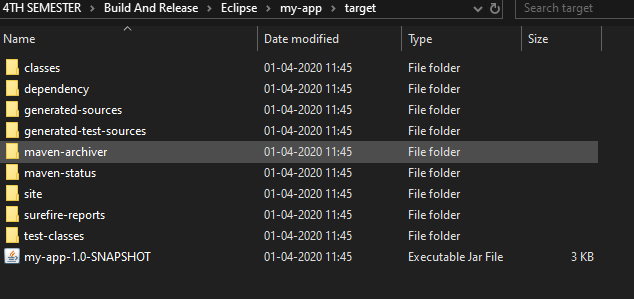 4TH SEMESTER > Build And Release > Eclipse > my-app > target Search target
Name Date modified Type Size
classes 01-04-2020 11:45 File folder
dependency 01-04-2020 11:45 File folder
generated-sources 01-04-2020 11:45 File folder
generated-test-sources 01-04-2020 11:45 File folder
maven-archiver 01-04-2020 11:45 File folder
maven-status 01-04-2020 11:45 File folder
site 01-04-2020 11:45 File folder
surefire-reports 01-04-2020 11:45 File folder
test-classes 01-04-2020 11:45 File folder
my-app-1.0-SNAPSHOT 01-04-2020 11:45 Executable Jar File 3 KB